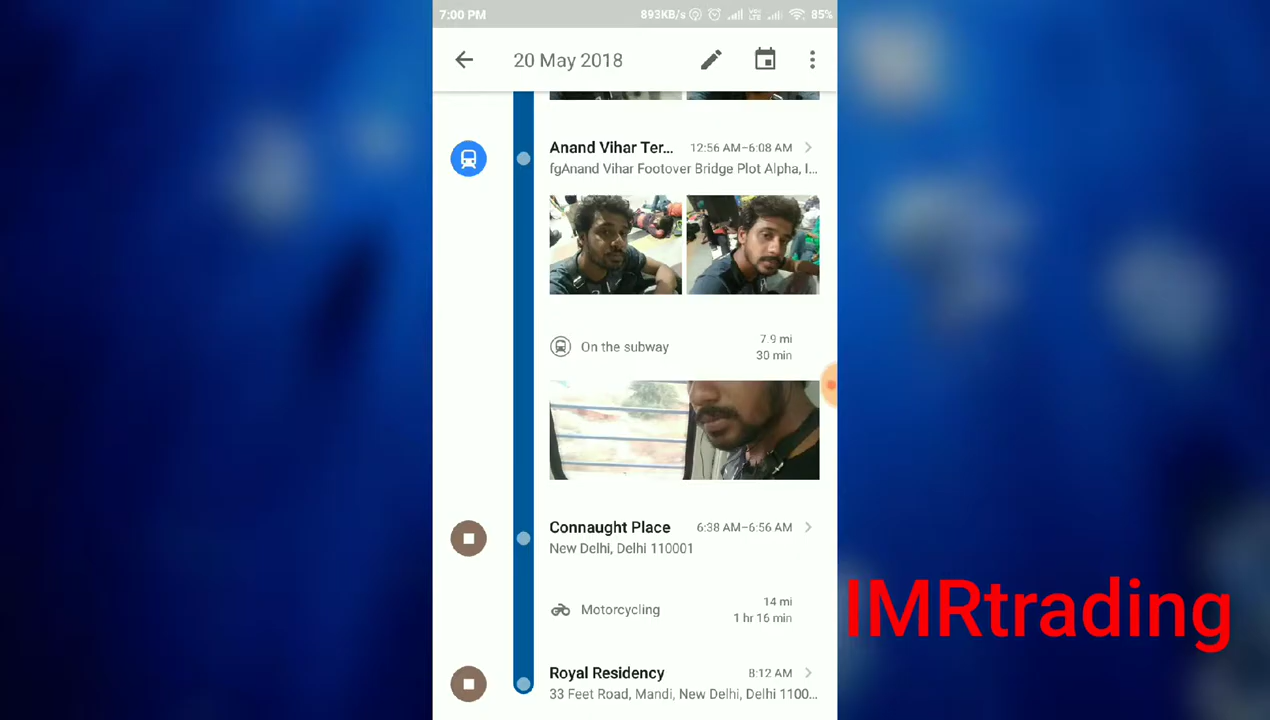 7:00 PM 893KB/s VoLTE 85%
20 May 2018
Anand Vihar Ter... 12:56 AM–6:08 AM
fgAnand Vihar Footover Bridge Plot Alpha, I...
On the subway 7.9 mi
30 min
Connaught Place 6:38 AM–6:56 AM
New Delhi, Delhi 110001
Motorcycling 14 mi
1 hr 16 min
Royal Residency 8:12 AM
33 Feet Road, Mandi, New Delhi, Delhi 1100...
IMRtrading